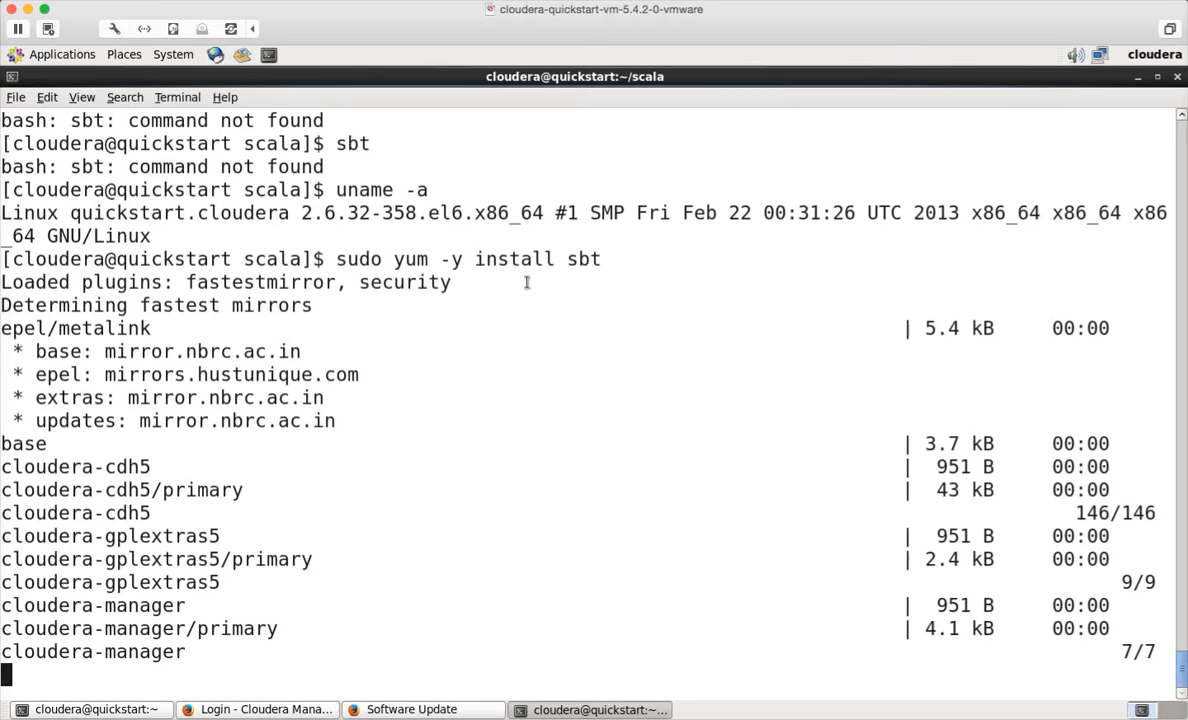 cloudera-quickstart-vm-5.4.2-0-vmware
Applications Places System cloudera
cloudera@quickstart:~/scala
File Edit View Search Terminal Help
bash: sbt: command not found
[cloudera@quickstart scala]$ sbt
bash: sbt: command not found
[cloudera@quickstart scala]$ uname -a
Linux quickstart.cloudera 2.6.32-358.el6.x86_64 #1 SMP Fri Feb 22 00:31:26 UTC 2013 x86_64 x86_64 x86
_64 GNU/Linux
[cloudera@quickstart scala]$ sudo yum -y install sbt
Loaded plugins: fastestmirror, security
Determining fastest mirrors
epel/metalink | 5.4 kB 00:00
* base: mirror.nbrc.ac.in
* epel: mirrors.hustunique.com
* extras: mirror.nbrc.ac.in
* updates: mirror.nbrc.ac.in
base | 3.7 kB 00:00
cloudera-cdh5 | 951 B 00:00
cloudera-cdh5/primary | 43 kB 00:00
cloudera-cdh5 146/146
cloudera-gplextras5 | 951 B 00:00
cloudera-gplextras5/primary | 2.4 kB 00:00
cloudera-gplextras5 9/9
cloudera-manager | 951 B 00:00
cloudera-manager/primary | 4.1 kB 00:00
cloudera-manager 7/7
cloudera@quickstart:~ Login - Cloudera Mana... Software Update cloudera@quickstart:~...